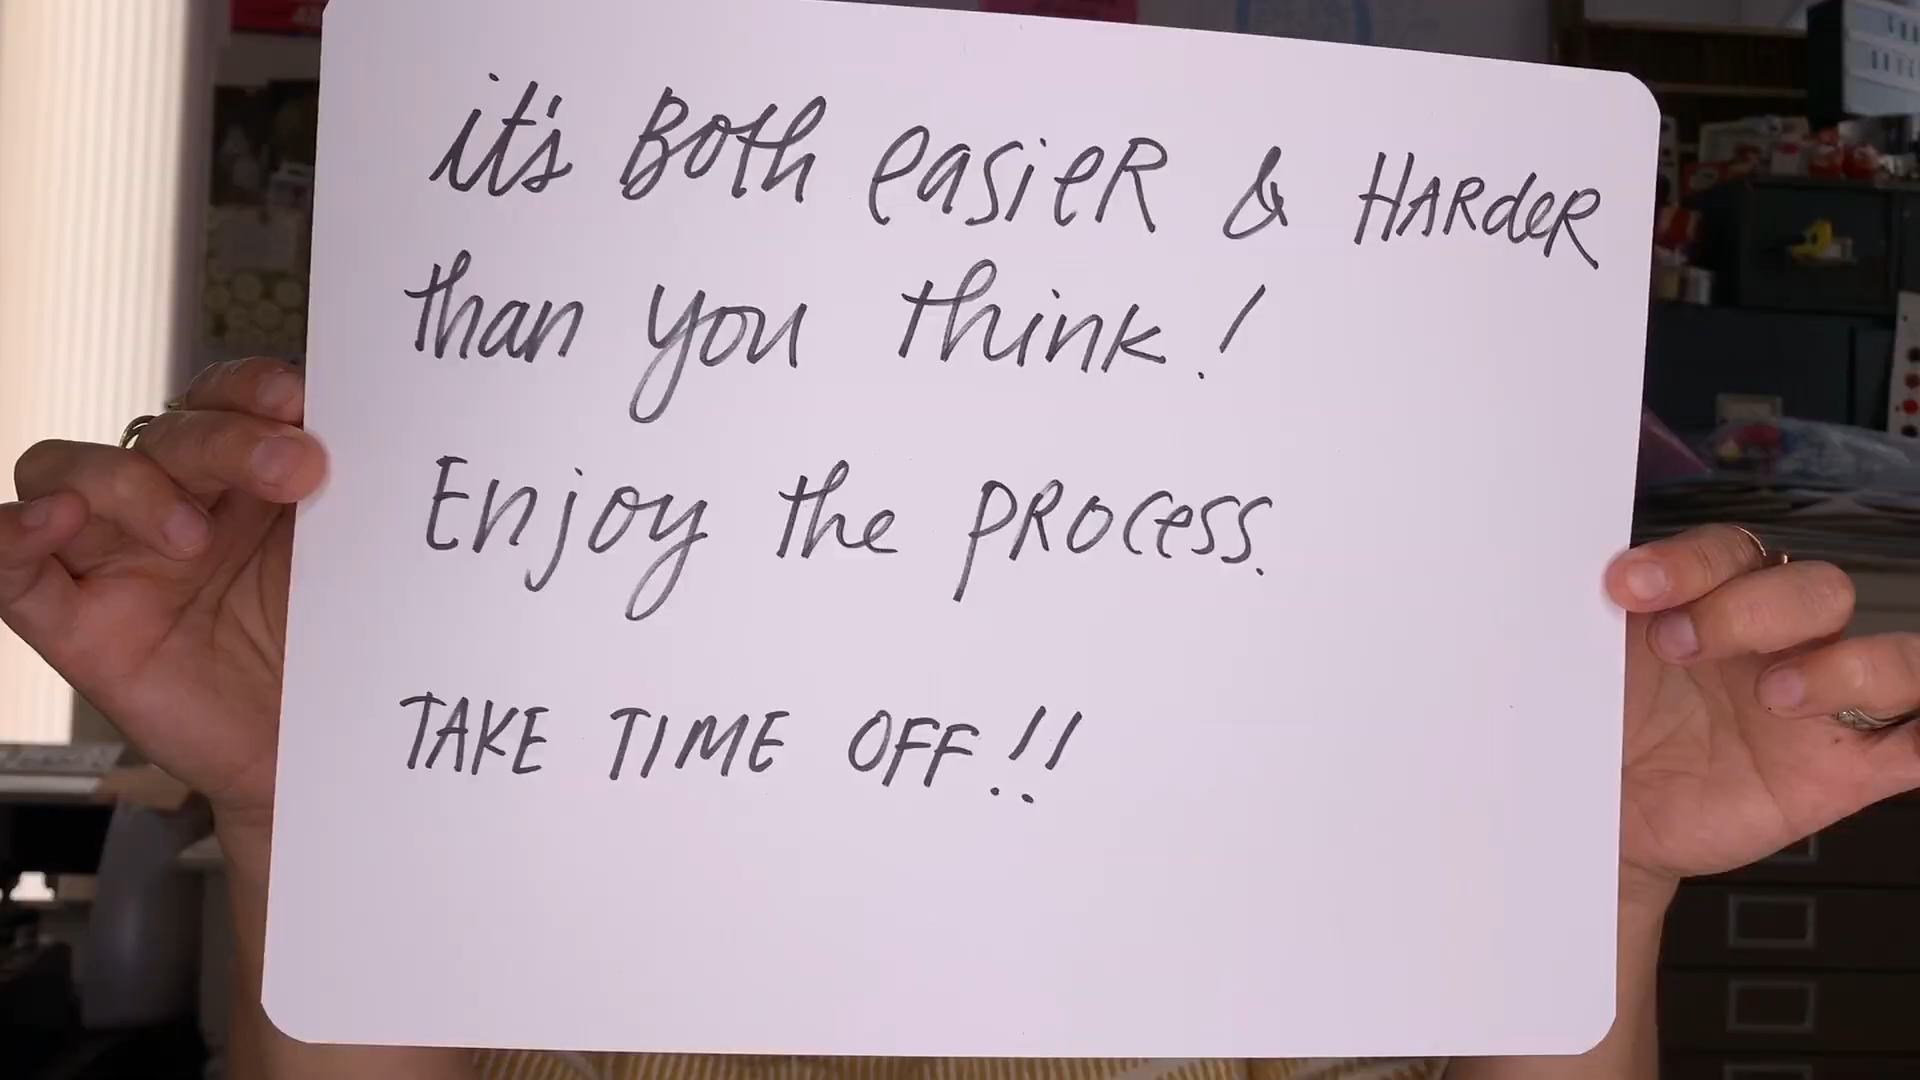 it's Both easieR & HARdeR
than you think!
Enjoy the pROcess.
TAKE TIME OFF!!